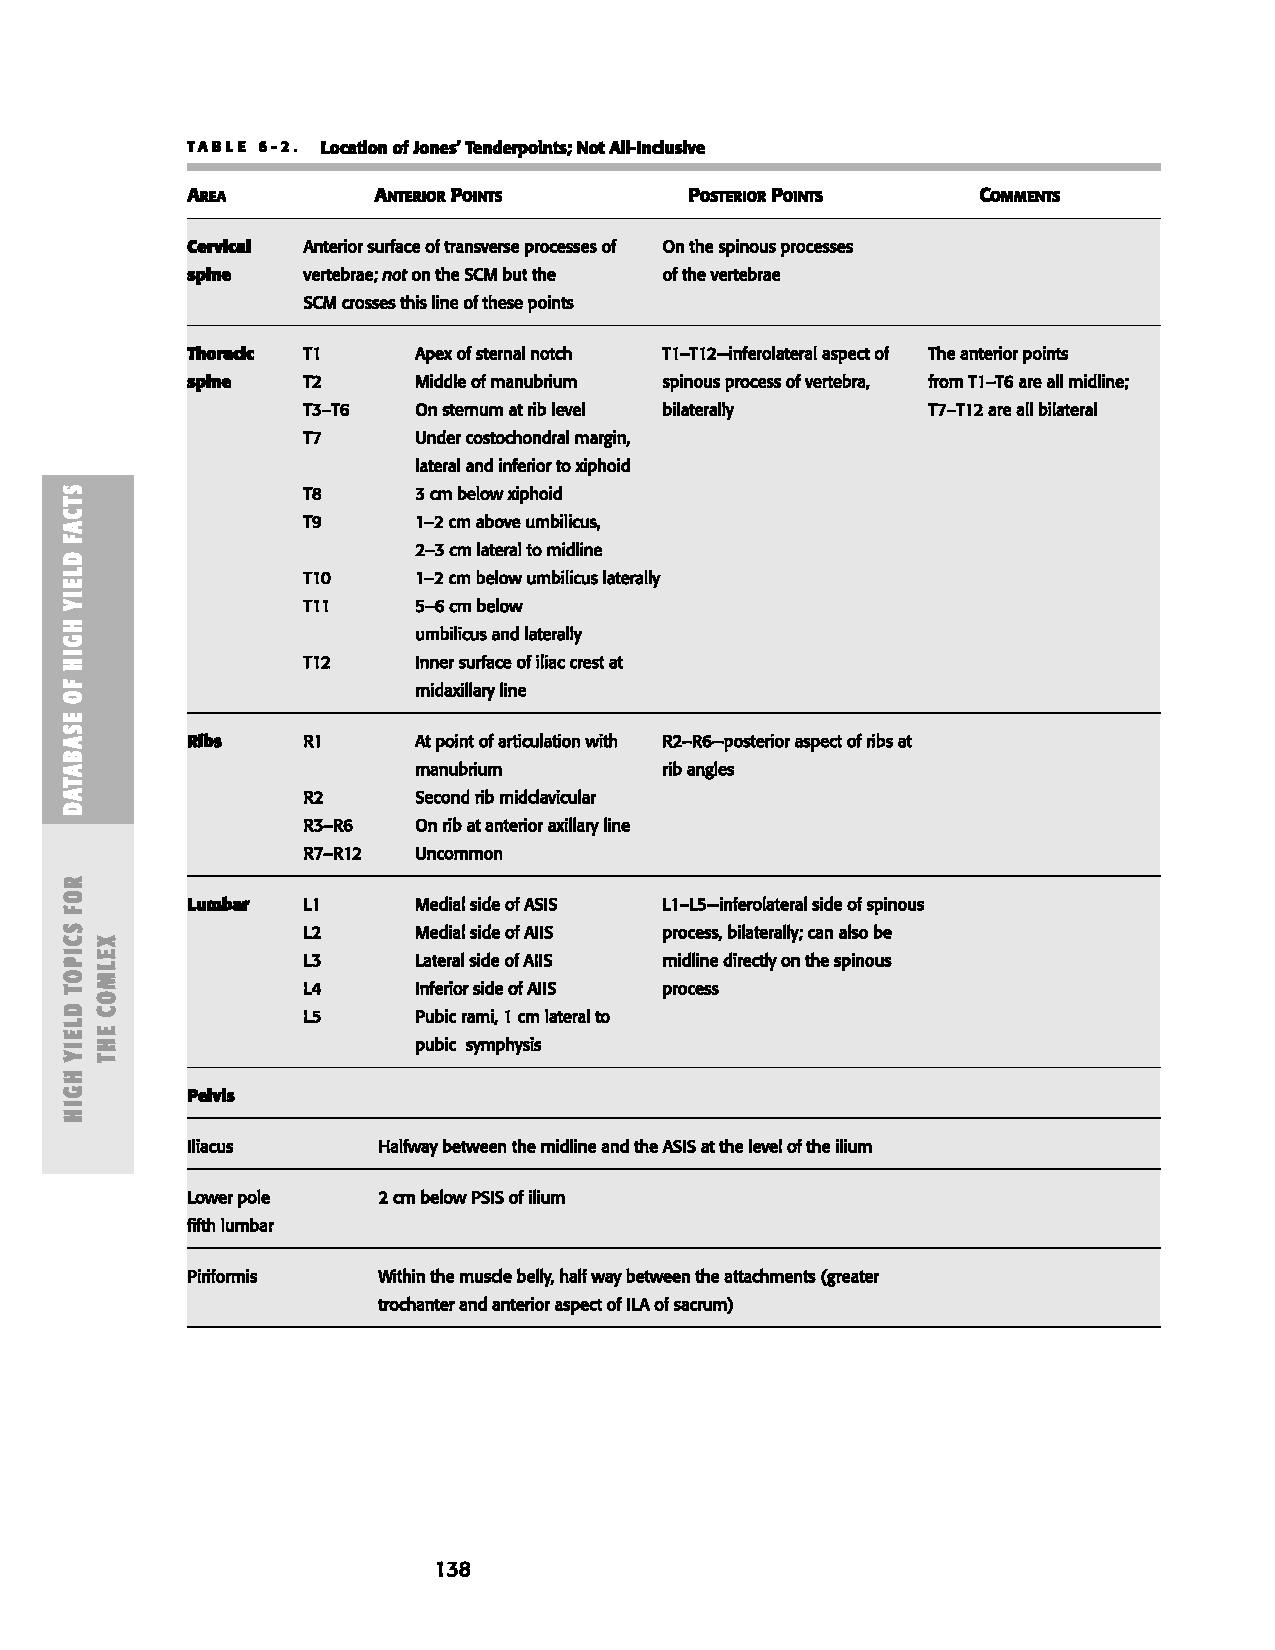 TABLE 6-2. Location of Jones' Tenderpoints; Not All-Inclusive
AREA ANTERIOR POINTS POSTERIOR POINTS COMMENTS
Cervical Anterior surface of transverse processes of On the spinous processes
spine vertebrae; not on the SCM but the of the vertebrae
SCM crosses this line of these points
Thoracic T1 Apex of sternal notch T1–T12—inferolateral aspect of The anterior points
spine T2 Middle of manubrium spinous process of vertebra, from T1–T6 are all midline;
T3–T6 On sternum at rib level bilaterally T7–T12 are all bilateral
T7 Under costochondral margin,
lateral and inferior to xiphoid
T8 3 cm below xiphoid
T9 1–2 cm above umbilicus,
2–3 cm lateral to midline
T10 1–2 cm below umbilicus laterally
T11 5–6 cm below
umbilicus and laterally
T12 Inner surface of iliac crest at
midaxillary line
Ribs R1 At point of articulation with R2–R6—posterior aspect of ribs at
manubrium rib angles
R2 Second rib midclavicular
R3–R6 On rib at anterior axillary line
R7–R12 Uncommon
Lumbar L1 Medial side of ASIS L1–L5—inferolateral side of spinous
L2 Medial side of AIIS process, bilaterally; can also be
L3 Lateral side of AIIS midline directly on the spinous
L4 Inferior side of AIIS process
L5 Pubic rami, 1 cm lateral to
pubic symphysis
Pelvis
Iliacus Halfway between the midline and the ASIS at the level of the ilium
Lower pole 2 cm below PSIS of ilium
fifth lumbar
Piriformis Within the muscle belly, half way between the attachments (greater
trochanter and anterior aspect of ILA of sacrum)
DATABASE OF HIGH YIELD FACTS
HIGH YIELD TOPICS FOR
THE COMLEX
138